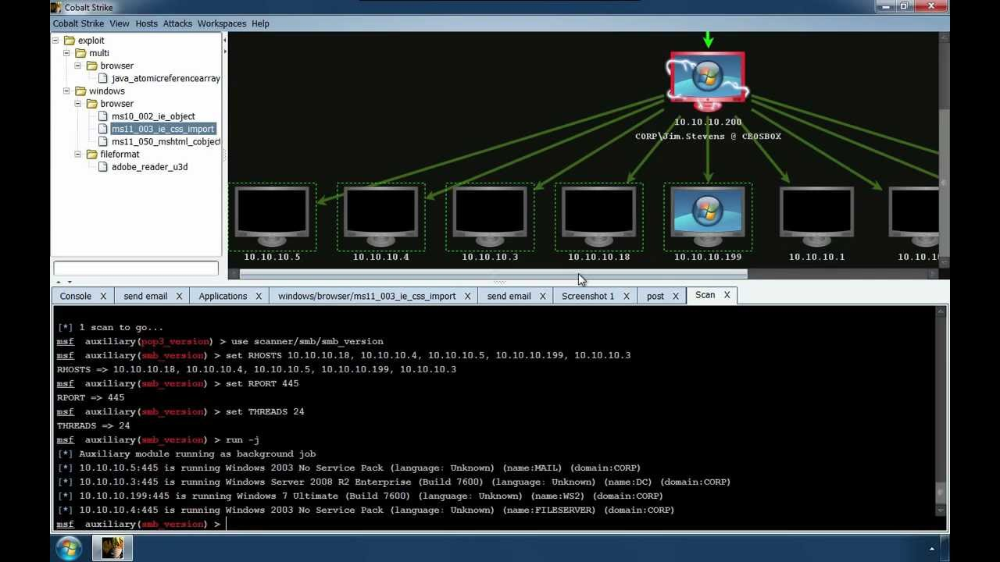 Cobalt Strike
Cobalt Strike View Hosts Attacks Workspaces Help
exploit
multi
browser
java_atomicreferencearray
windows
browser
ms10_002_ie_object
ms11_003_ie_css_import
ms11_050_mshtml_cobject
fileformat
adobe_reader_u3d
10.10.10.200
CORP\Jim.Stevens @ CEOSBOX
10.10.10.5 10.10.10.4 10.10.10.3 10.10.10.18 10.10.10.199 10.10.10.1
Console X send email X Applications X windows/browser/ms11_003_ie_css_import X send email X Screenshot 1 X post X Scan X
[*] 1 scan to go...
msf auxiliary(pop3_version) > use scanner/smb/smb_version
msf auxiliary(smb_version) > set RHOSTS 10.10.10.18, 10.10.10.4, 10.10.10.5, 10.10.10.199, 10.10.10.3
RHOSTS => 10.10.10.18, 10.10.10.4, 10.10.10.5, 10.10.10.199, 10.10.10.3
msf auxiliary(smb_version) > set RPORT 445
RPORT => 445
msf auxiliary(smb_version) > set THREADS 24
THREADS => 24
msf auxiliary(smb_version) > run -j
[*] Auxiliary module running as background job
[*] 10.10.10.5:445 is running Windows 2003 No Service Pack (language: Unknown) (name:MAIL) (domain:CORP)
[*] 10.10.10.3:445 is running Windows Server 2008 R2 Enterprise (Build 7600) (language: Unknown) (name:DC) (domain:CORP)
[*] 10.10.10.199:445 is running Windows 7 Ultimate (Build 7600) (language: Unknown) (name:WS2) (domain:CORP)
[*] 10.10.10.4:445 is running Windows 2003 No Service Pack (language: Unknown) (name:FILESERVER) (domain:CORP)
msf auxiliary(smb_version) >